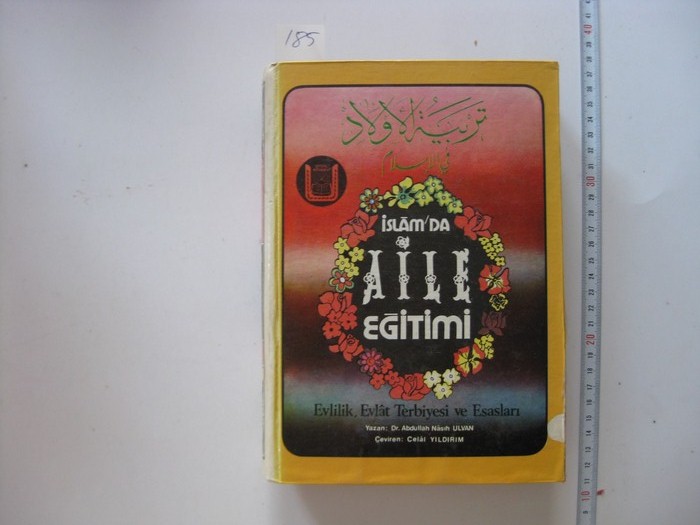 185
تربية الأولاد
في الإسلام
İSLÂM'DA
AİLE
EĞİTİMİ
Evlilik, Evlât Terbiyesi ve Esasları
Yazan: Dr. Abdullah Nâsıh ULVAN
Çeviren: Celâl YILDIRIM